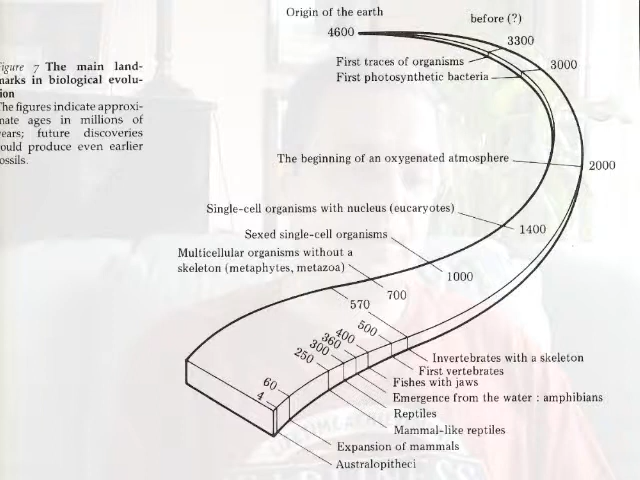 Origin of the earth
before (?)
4600
3300
First traces of organisms
3000
First photosynthetic bacteria
Figure 7 The main land-
marks in biological evolu-
ion
The figures indicate approxi-
mate ages in millions of
years; future discoveries
could produce even earlier
fossils.
The beginning of an oxygenated atmosphere
2000
Single-cell organisms with nucleus (eucaryotes)
1400
Sexed single-cell organisms
Multicellular organisms without a
skeleton (metaphytes, metazoa)
1000
700
570
500
400
360
300
250
60
4
Invertebrates with a skeleton
First vertebrates
Fishes with jaws
Emergence from the water : amphibians
Reptiles
Mammal-like reptiles
Expansion of mammals
Australopitheci